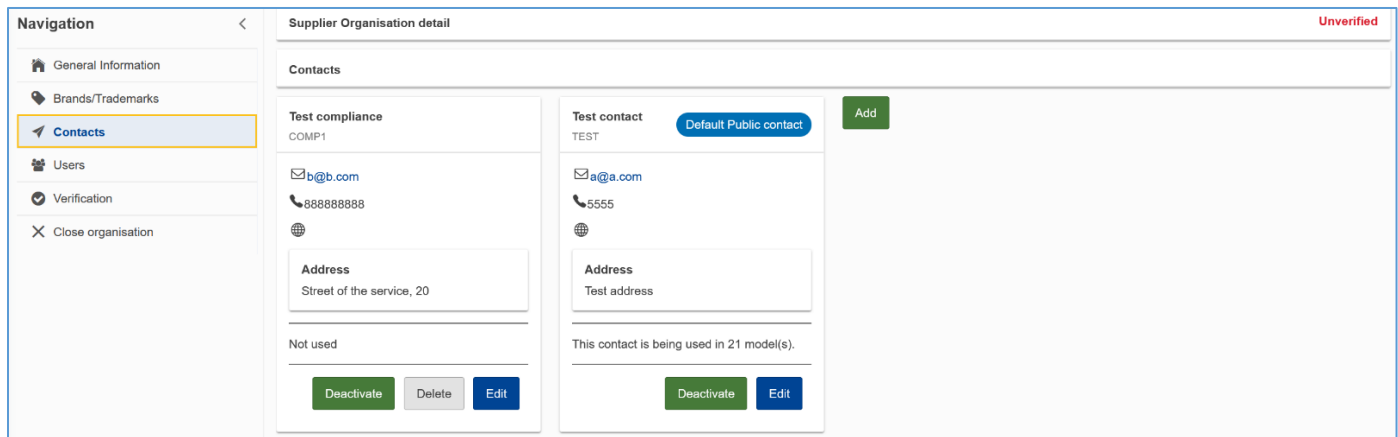 Navigation
General Information
Brands/Trademarks
Contacts
Users
Verification
Close organisation
Supplier Organisation detail
Unverified
Contacts
Test compliance
COMP1
b@b.com
888888888
Address
Street of the service, 20
Not used
Deactivate
Delete
Edit
Test contact
Default Public contact
TEST
a@a.com
5555
Address
Test address
This contact is being used in 21 model(s).
Deactivate
Edit
Add